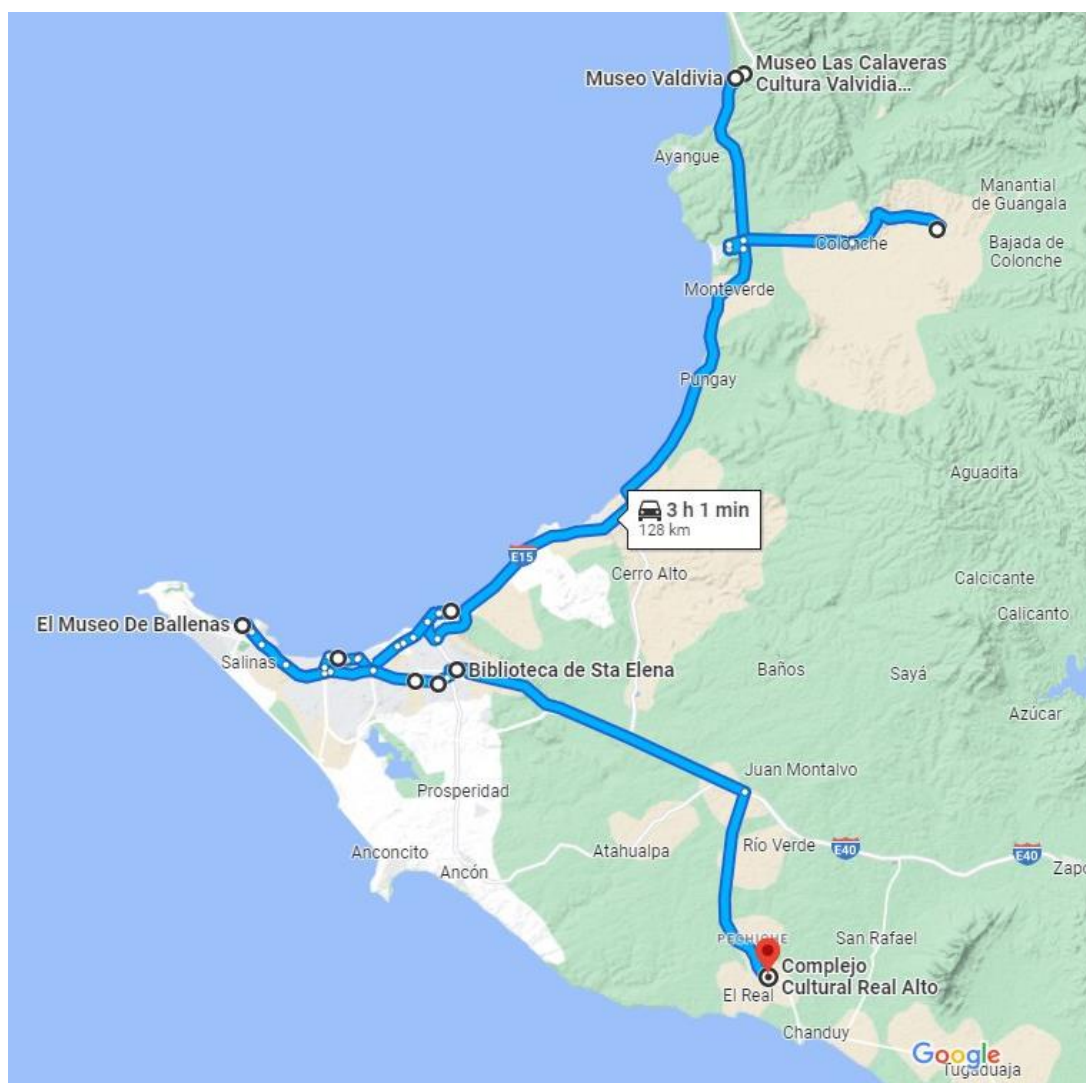 Museo Las Calaveras
Cultura Valvidia...
Museo Valdivia
Ayangue
Manantial
de Guangala
Colonche
Bajada de
Colonche
Monteverde
Pungay
Aguadita
3 h 1 min
128 km
E15
Cerro Alto
Calcicante
Calicanto
El Museo De Ballenas
Salinas
Biblioteca de Sta Elena
Baños
Sayá
Azúcar
Juan Montalvo
Prosperidad
Río Verde
Atahualpa
E40
E40
Anconcito
Ancón
Zapo
PECHICHE
San Rafael
Complejo
Cultural Real Alto
El Real
Chanduy
Google
Tugaduaja